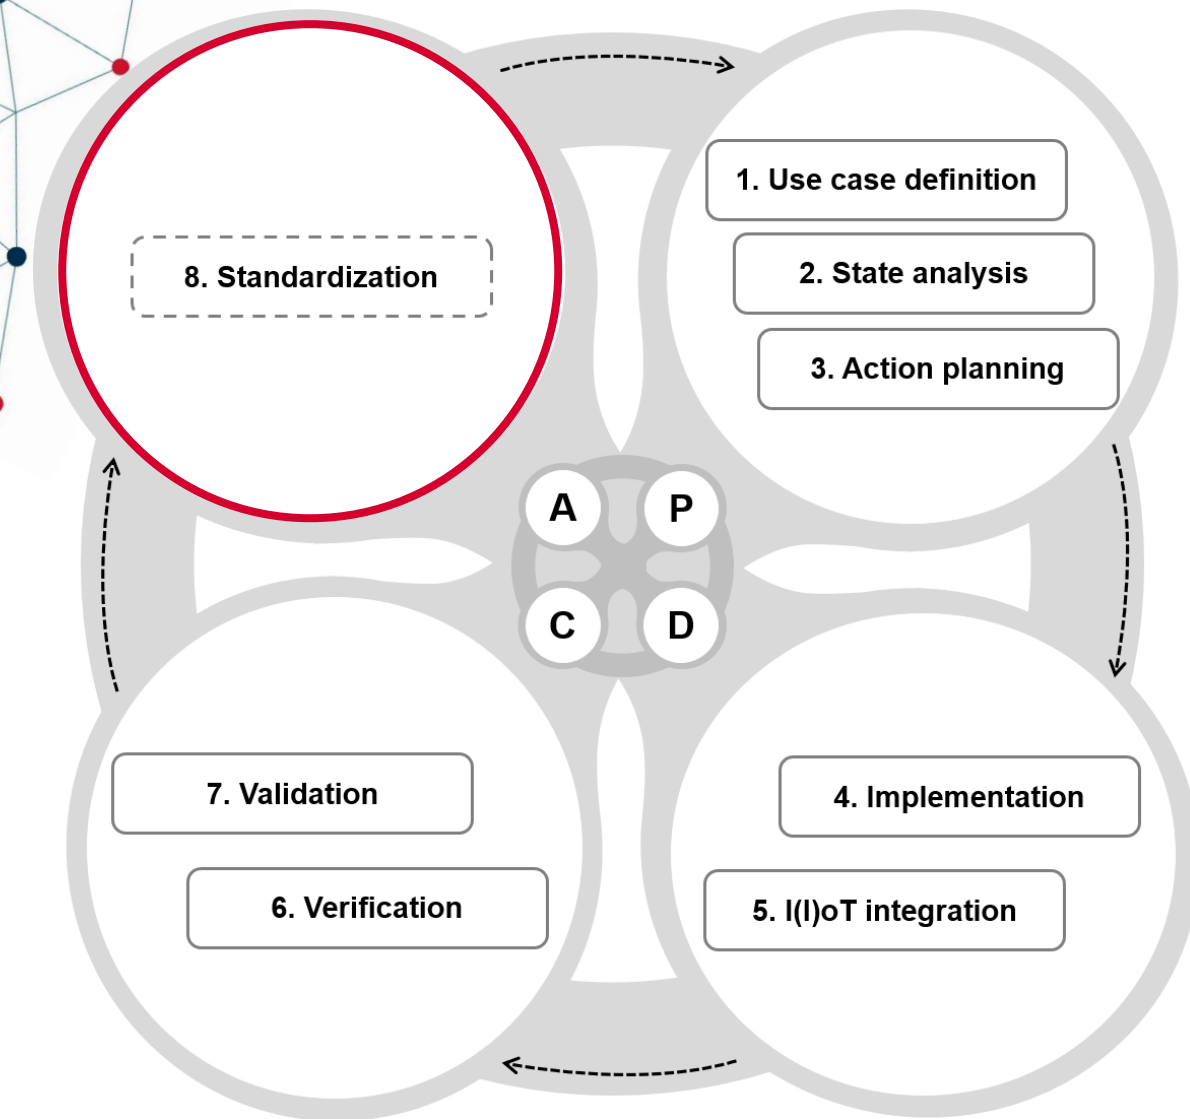 1. Use case definition
2. State analysis
3. Action planning
4. Implementation
5. I(I)oT integration
6. Verification
7. Validation
8. Standardization
A
P
C
D